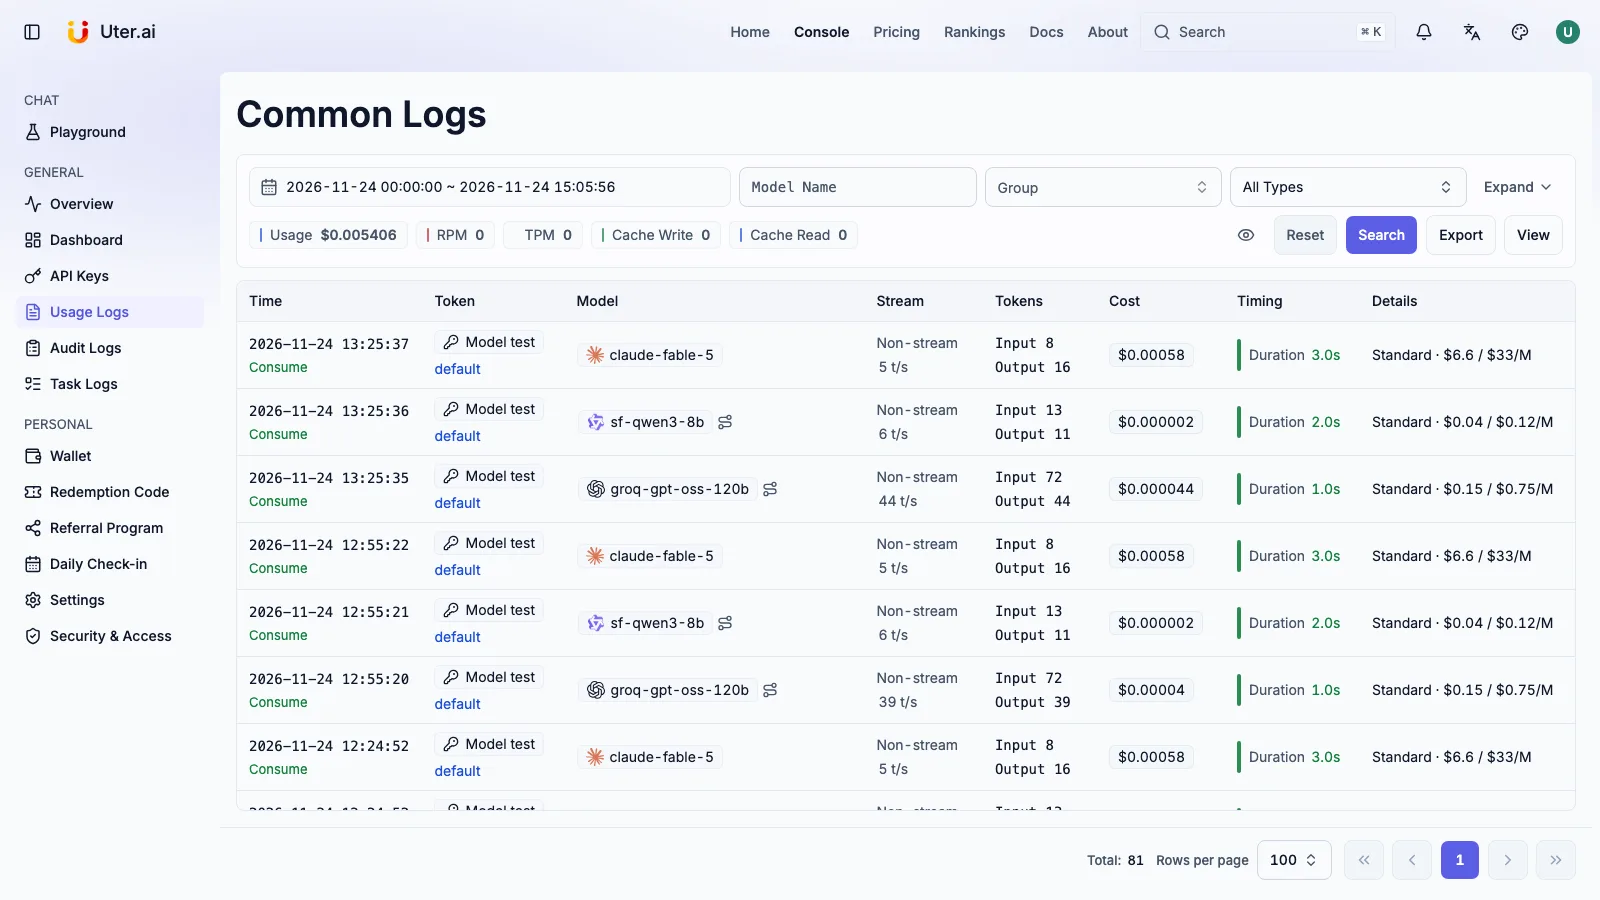 Uter.ai
Home
Console
Pricing
Rankings
Docs
About
Search
⌘ K
U
CHAT
Playground
GENERAL
Overview
Dashboard
API Keys
Usage Logs
Audit Logs
Task Logs
PERSONAL
Wallet
Redemption Code
Referral Program
Daily Check-in
Settings
Security & Access
Common Logs
2026-11-24 00:00:00 ~ 2026-11-24 15:05:56
Model Name
Group
All Types
Expand
Usage $0.005406
RPM 0
TPM 0
Cache Write 0
Cache Read 0
Reset
Search
Export
View
Time Token Model Stream Tokens Cost Timing Details
2026-11-24 13:25:37 Model test claude-fable-5 Non-stream Input 8 $0.00058 Duration 3.0s Standard · $6.6 / $33/M
Consume default 5 t/s Output 16
2026-11-24 13:25:36 Model test sf-qwen3-8b Non-stream Input 13 $0.000002 Duration 2.0s Standard · $0.04 / $0.12/M
Consume default 6 t/s Output 11
2026-11-24 13:25:35 Model test groq-gpt-oss-120b Non-stream Input 72 $0.000044 Duration 1.0s Standard · $0.15 / $0.75/M
Consume default 44 t/s Output 44
2026-11-24 12:55:22 Model test claude-fable-5 Non-stream Input 8 $0.00058 Duration 3.0s Standard · $6.6 / $33/M
Consume default 5 t/s Output 16
2026-11-24 12:55:21 Model test sf-qwen3-8b Non-stream Input 13 $0.000002 Duration 2.0s Standard · $0.04 / $0.12/M
Consume default 6 t/s Output 11
2026-11-24 12:55:20 Model test groq-gpt-oss-120b Non-stream Input 72 $0.00004 Duration 1.0s Standard · $0.15 / $0.75/M
Consume default 39 t/s Output 39
2026-11-24 12:24:52 Model test claude-fable-5 Non-stream Input 8 $0.00058 Duration 3.0s Standard · $6.6 / $33/M
Consume default 5 t/s Output 16
Total: 81 Rows per page 100 1